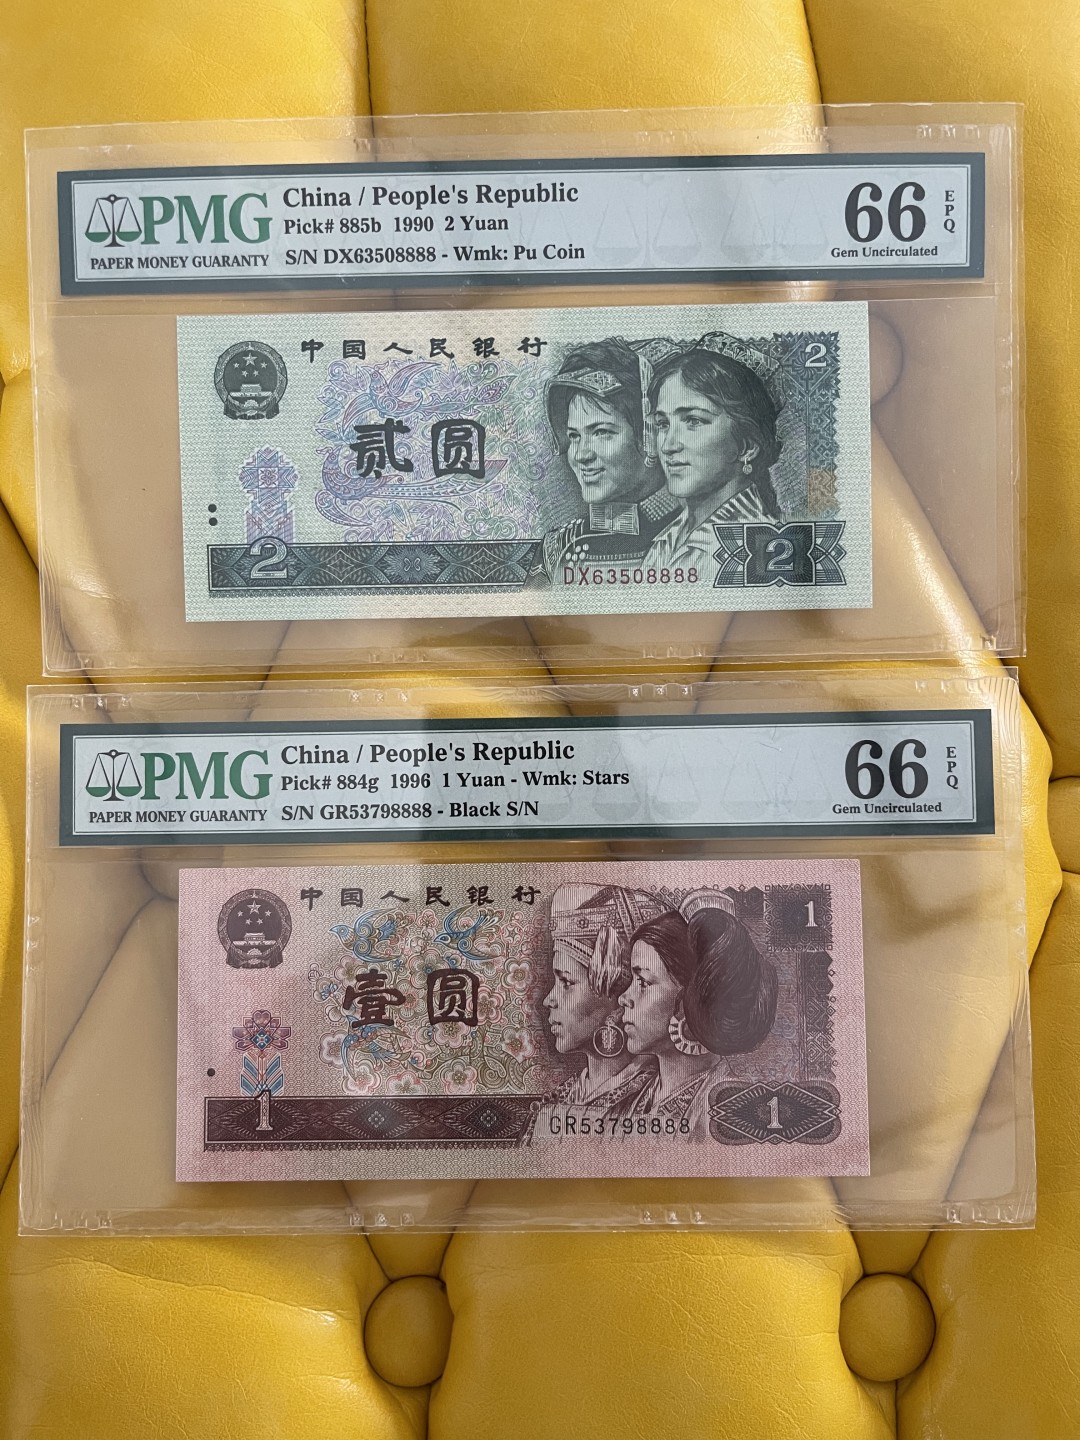 PMG
PAPER MONEY GUARANTY
China / People's Republic
Pick# 885b 1990 2 Yuan
S/N DX63508888 - Wmk: Pu Coin
66
EPQ
Gem Uncirculated
中国人民银行
2
贰圆
2
2
DX63508888
PMG
PAPER MONEY GUARANTY
China / People's Republic
Pick# 884g 1996 1 Yuan - Wmk: Stars
S/N GR53798888 - Black S/N
66
EPQ
Gem Uncirculated
中国人民银行
1
壹圆
1
1
GR53798888